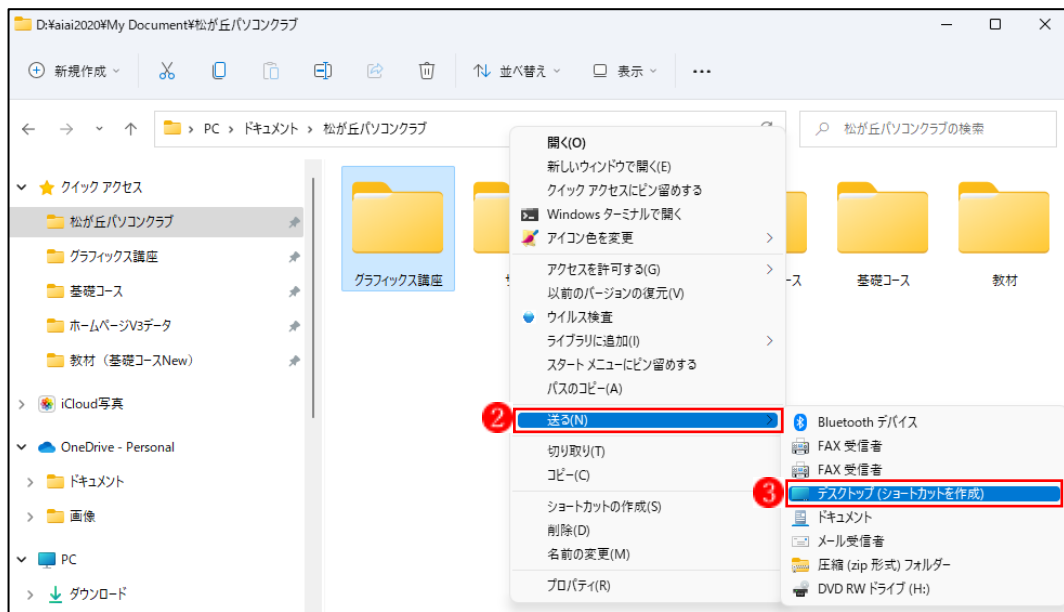 D:¥aiai2020¥My Document¥松が丘パソコンクラブ
新規作成
並べ替え
表示
PC › ドキュメント › 松が丘パソコンクラブ
松が丘パソコンクラブの検索
クイック アクセス
松が丘パソコンクラブ
グラフィックス講座
基礎コース
ホームページV3データ
教材（基礎コースNew）
iCloud写真
OneDrive - Personal
ドキュメント
画像
PC
ダウンロード
グラフィックス講座
ース
基礎コース
教材
開く(O)
新しいウィンドウで開く(E)
クイック アクセスにピン留めする
Windows ターミナルで開く
アイコン色を変更
アクセスを許可する(G)
以前のバージョンの復元(V)
ウイルス検査
ライブラリに追加(I)
スタート メニューにピン留めする
パスのコピー(A)
2 送る(N)
切り取り(T)
コピー(C)
ショートカットの作成(S)
削除(D)
名前の変更(M)
プロパティ(R)
Bluetooth デバイス
FAX 受信者
FAX 受信者
3 デスクトップ (ショートカットを作成)
ドキュメント
メール受信者
圧縮 (zip 形式) フォルダー
DVD RW ドライブ (H:)